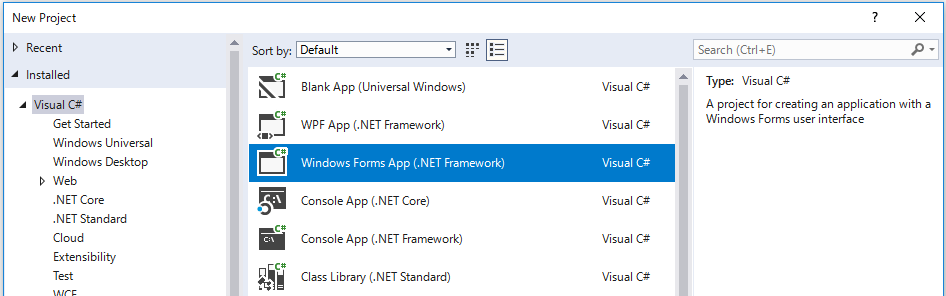 New Project
?
Recent
Installed
Visual C#
Get Started
Windows Universal
Windows Desktop
Web
.NET Core
.NET Standard
Cloud
Extensibility
Test
WCF
Sort by: Default
C# Blank App (Universal Windows) Visual C#
C# WPF App (.NET Framework) Visual C#
C# Windows Forms App (.NET Framework) Visual C#
C# C:\ Console App (.NET Core) Visual C#
C# C:\ Console App (.NET Framework) Visual C#
C# Class Library (.NET Standard) Visual C#
Search (Ctrl+E)
Type: Visual C#
A project for creating an application with a
Windows Forms user interface